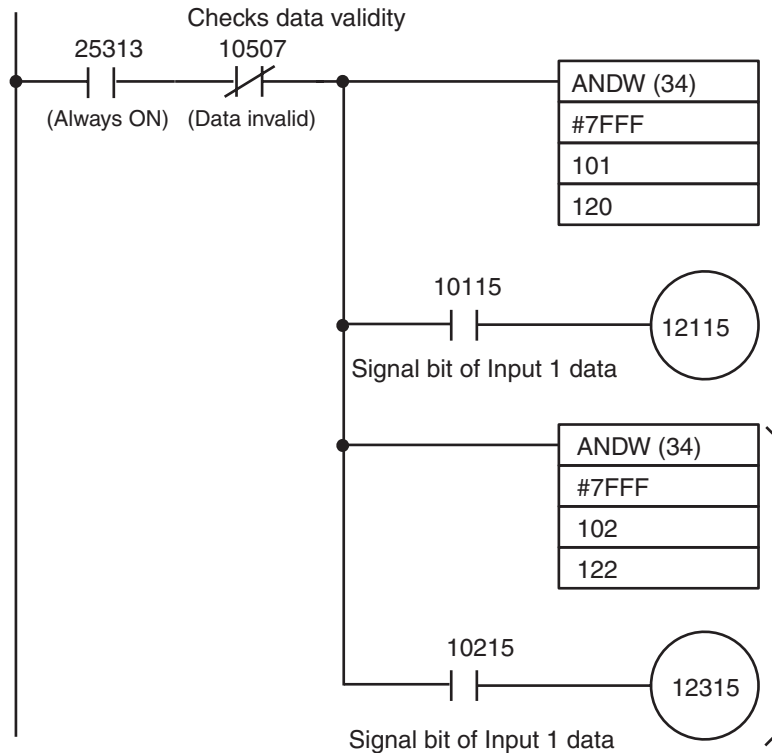 Checks data validity
25313
10507
(Always ON)
(Data invalid)
ANDW (34)
#7FFF
101
120
10115
12115
Signal bit of Input 1 data
ANDW (34)
#7FFF
102
122
10215
12315
Signal bit of Input 1 data